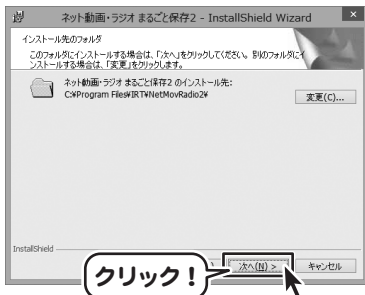 ネット動画・ラジオ まるごと保存2 - InstallShield Wizard
インストール先のフォルダ
このフォルダにインストールする場合は、「次へ」をクリックしてください。別のフォルダにイ
ンストールする場合は、「変更」をクリックします。
ネット動画・ラジオ まるごと保存2 のインストール先:
C:¥Program Files¥IRT¥NetMovRadio2¥
変更(C)...
InstallShield
クリック!
次へ(N) >
キャンセル